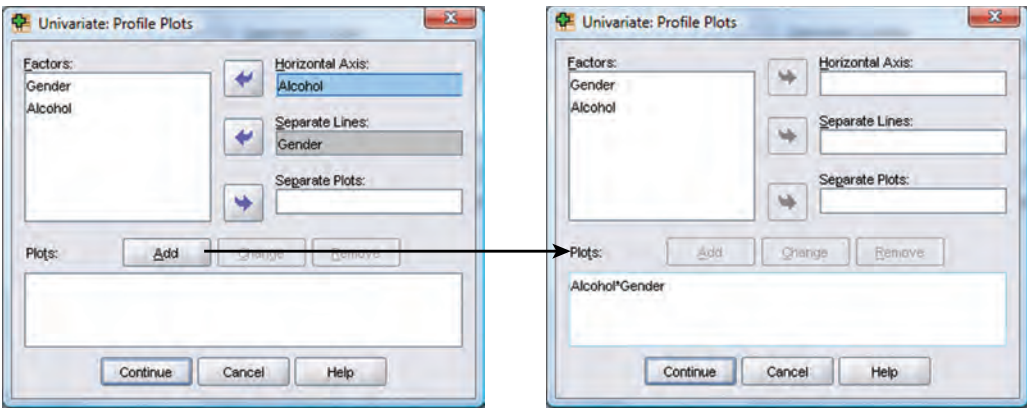 Univariate: Profile Plots
Factors:
Gender
Alcohol
Horizontal Axis:
Alcohol
Separate Lines:
Gender
Separate Plots:
Plots:
Add
Change
Remove
Continue
Cancel
Help
Univariate: Profile Plots
Factors:
Gender
Alcohol
Horizontal Axis:
Separate Lines:
Separate Plots:
Plots:
Add
Change
Remove
Alcohol*Gender
Continue
Cancel
Help